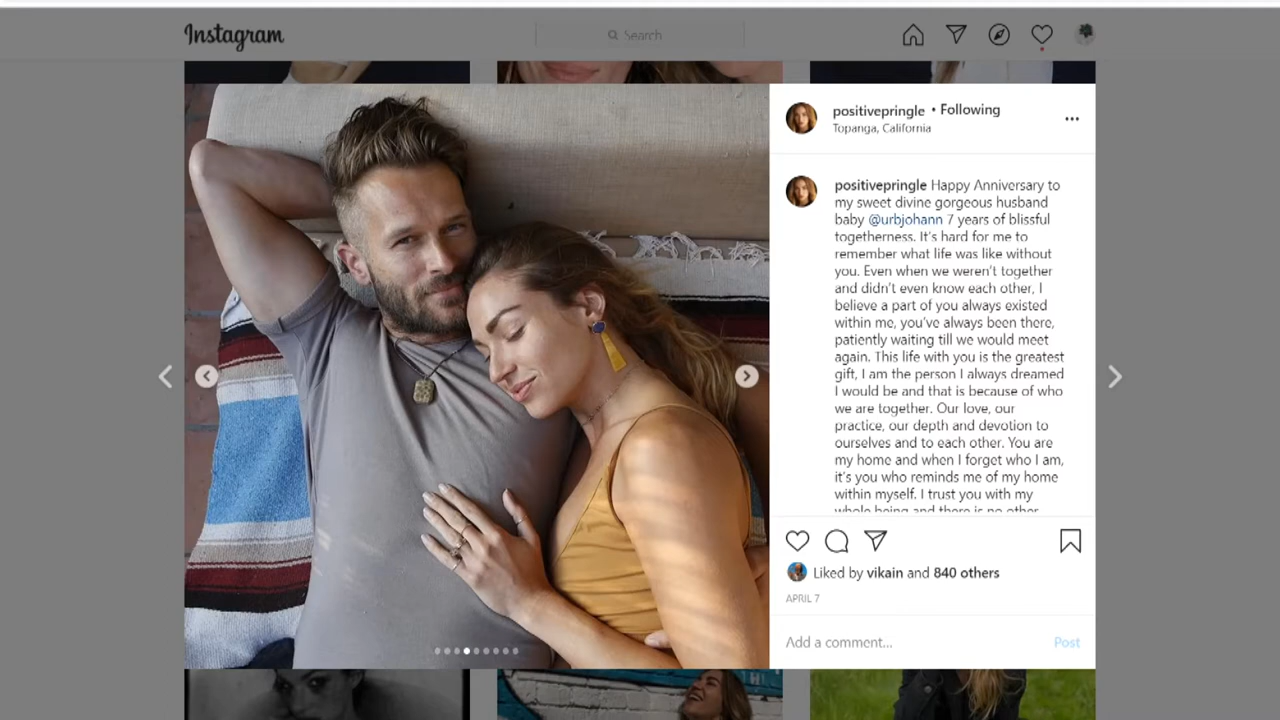 Instagram
Search
positivepringle • Following
Topanga, California
positivepringle Happy Anniversary to
my sweet divine gorgeous husband
baby @urbjohann 7 years of blissful
togetherness. It's hard for me to
remember what life was like without
you. Even when we weren't together
and didn't even know each other, I
believe a part of you always existed
within me, you've always been there,
patiently waiting till we would meet
again. This life with you is the greatest
gift, I am the person I always dreamed
I would be and that is because of who
we are together. Our love, our
practice, our depth and devotion to
ourselves and to each other. You are
my home and when I forget who I am,
it's you who reminds me of my home
within myself. I trust you with my
whole being and there is no other
Liked by vikain and 840 others
APRIL 7
Add a comment... Post